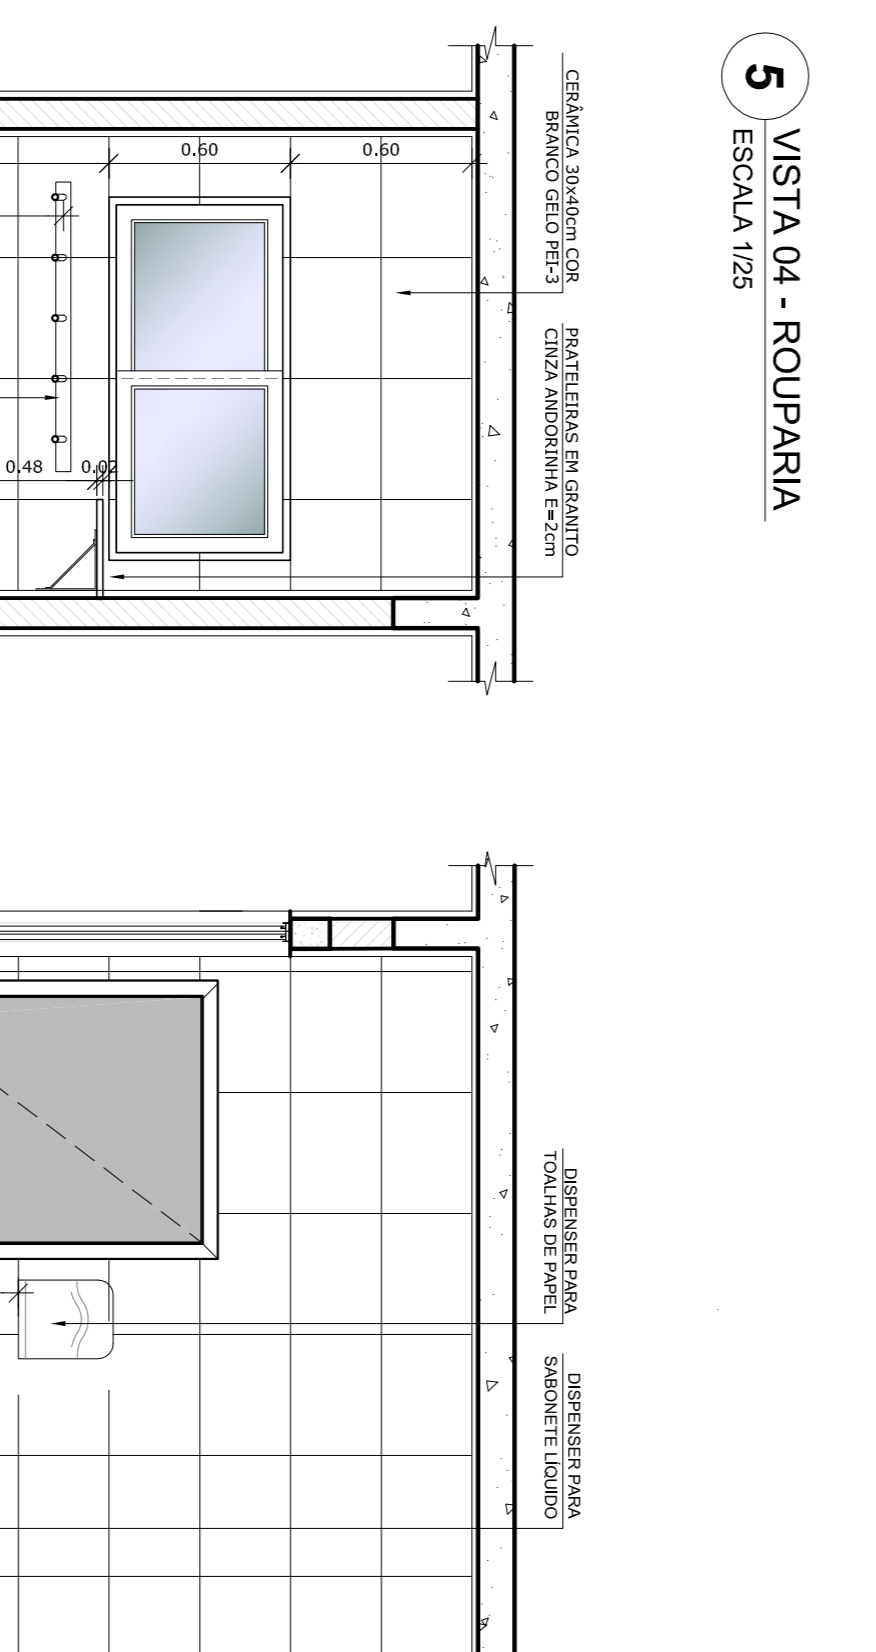 5
VISTA 04 - ROUPARIA
ESCALA 1/25
CERÂMICA 30x40cm COR
BRANCO GELO PEI-3
PRATELEIRAS EM GRANITO
CINZA ANDORINHA E=2cm
0.60
0.60
0.48
0.02
DISPENSER PARA
TOALHAS DE PAPEL
DISPENSER PARA
SABONETE LÍQUIDO